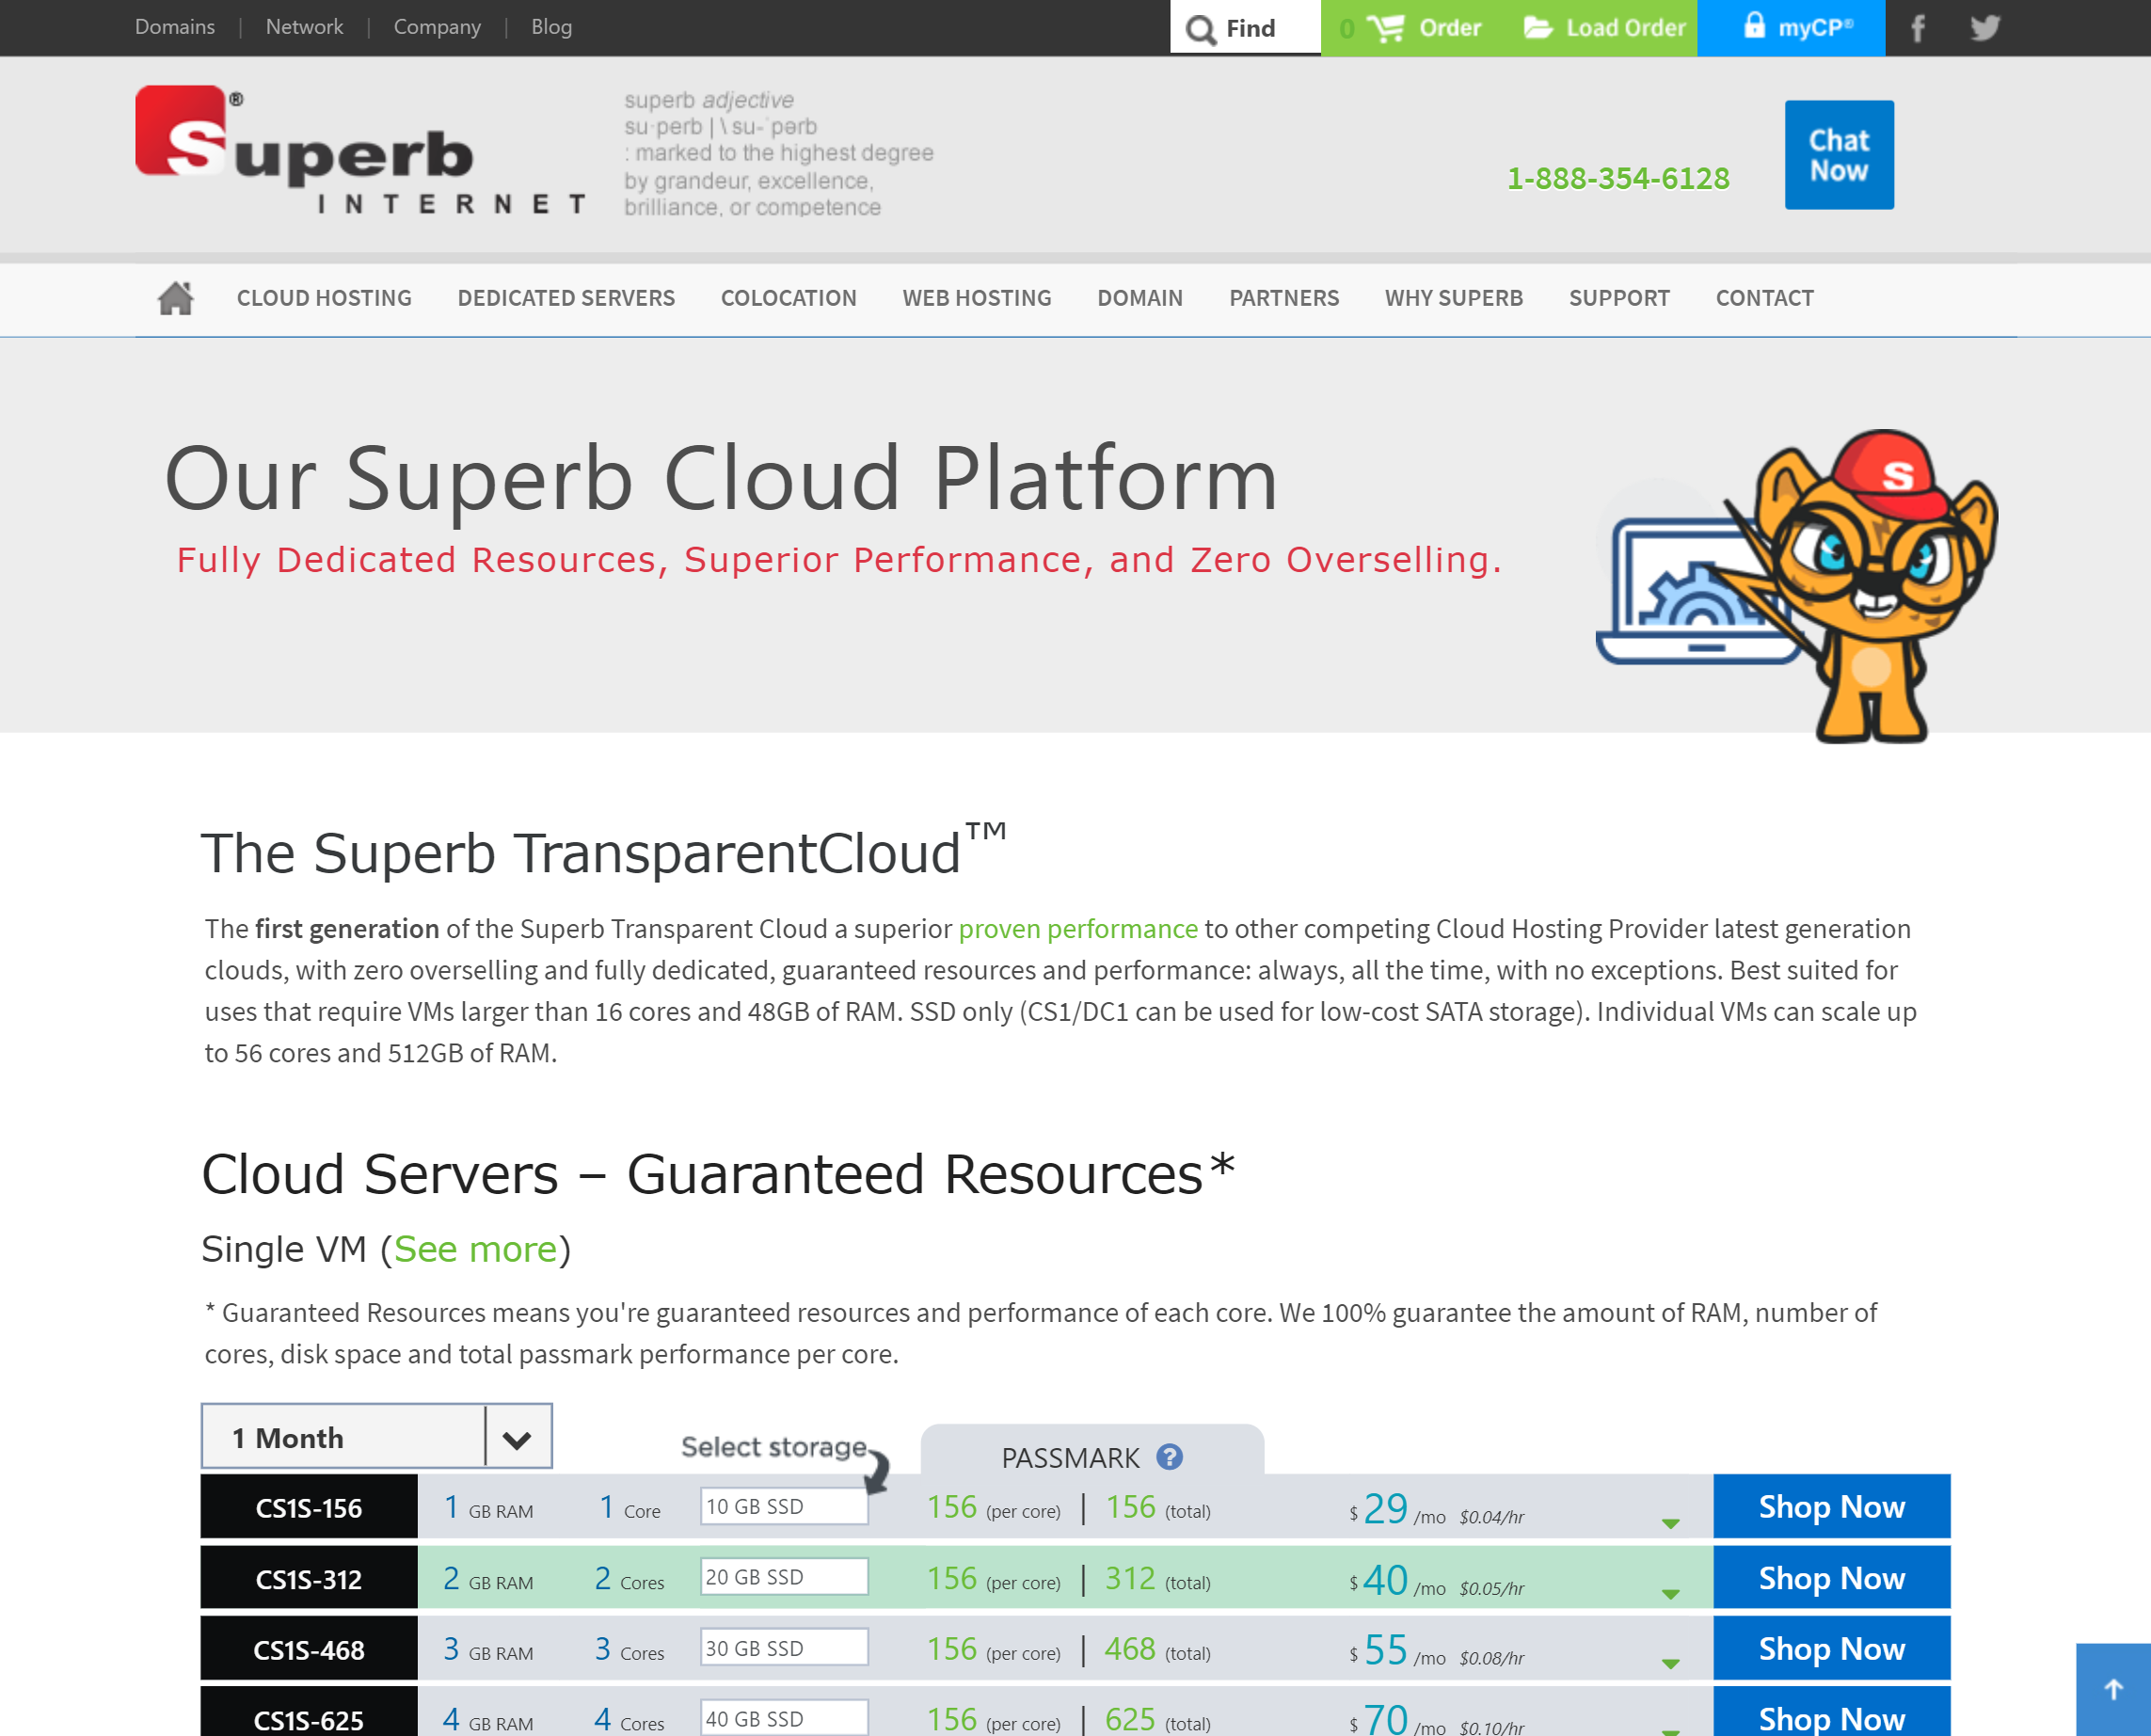 Domains | Network | Company | Blog
Find
0 Order
Load Order
myCP®
Superb®
INTERNET
superb adjective
su·perb | \ su-ˈpərb
: marked to the highest degree
by grandeur, excellence,
brilliance, or competence
1-888-354-6128
Chat
Now
CLOUD HOSTING DEDICATED SERVERS COLOCATION WEB HOSTING DOMAIN PARTNERS WHY SUPERB SUPPORT CONTACT
Our Superb Cloud Platform
Fully Dedicated Resources, Superior Performance, and Zero Overselling.
S
The Superb TransparentCloud™
The first generation of the Superb Transparent Cloud a superior proven performance to other competing Cloud Hosting Provider latest generation
clouds, with zero overselling and fully dedicated, guaranteed resources and performance: always, all the time, with no exceptions. Best suited for
uses that require VMs larger than 16 cores and 48GB of RAM. SSD only (CS1/DC1 can be used for low-cost SATA storage). Individual VMs can scale up
to 56 cores and 512GB of RAM.
Cloud Servers – Guaranteed Resources*
Single VM (See more)
* Guaranteed Resources means you're guaranteed resources and performance of each core. We 100% guarantee the amount of RAM, number of
cores, disk space and total passmark performance per core.
1 Month
Select storage
PASSMARK ?
CS1S-156 1 GB RAM 1 Core 10 GB SSD 156 (per core) | 156 (total) $ 29 /mo $0.04/hr Shop Now
CS1S-312 2 GB RAM 2 Cores 20 GB SSD 156 (per core) | 312 (total) $ 40 /mo $0.05/hr Shop Now
CS1S-468 3 GB RAM 3 Cores 30 GB SSD 156 (per core) | 468 (total) $ 55 /mo $0.08/hr Shop Now
CS1S-625 4 GB RAM 4 Cores 40 GB SSD 156 (per core) | 625 (total) $ 70 /mo $0.10/hr Shop Now